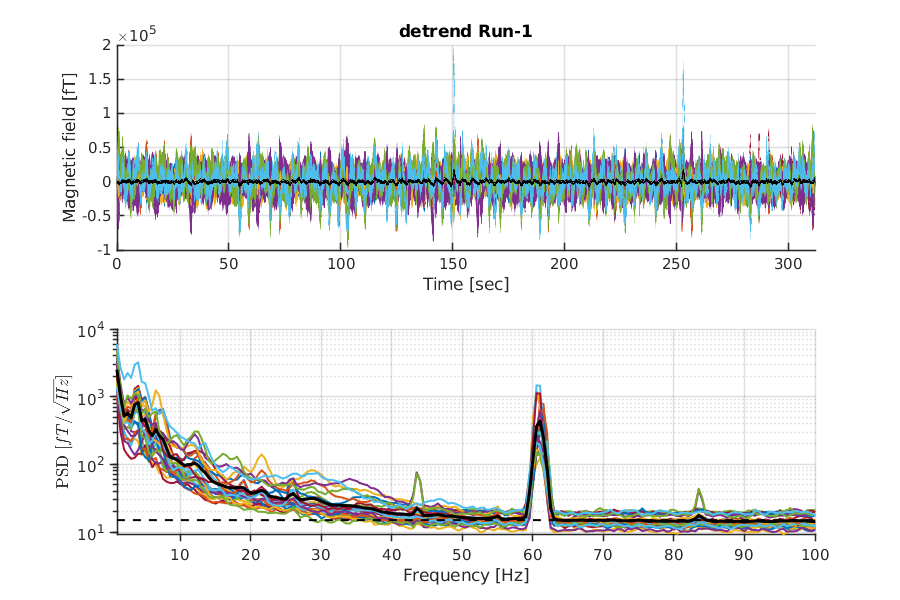 detrend Run-1
×10^5
Magnetic field [fT]
2
1.5
1
0.5
0
-0.5
-1
0 50 100 150 200 250 300
Time [sec]
PSD [fT/√Hz]
10^4
10^3
10^2
10^1
10 20 30 40 50 60 70 80 90 100
Frequency [Hz]